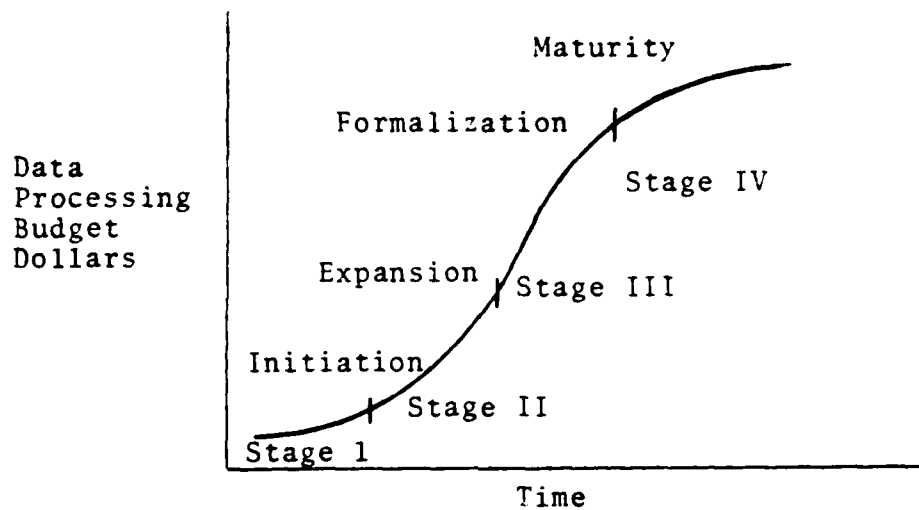 Maturity
Formalization
Data
Processing
Budget
Dollars
Stage IV
Expansion
Stage III
Initiation
Stage II
Stage 1
Time